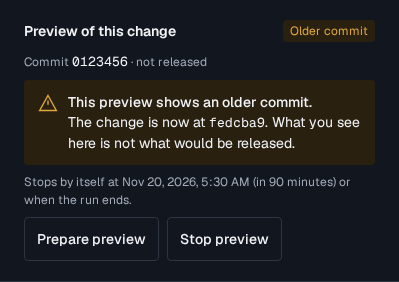 Preview of this change
Older commit
Commit 0123456 · not released
This preview shows an older commit.
The change is now at fedcba9. What you see
here is not what would be released.
Stops by itself at Nov 20, 2026, 5:30 AM (in 90 minutes) or
when the run ends.
Prepare preview
Stop preview